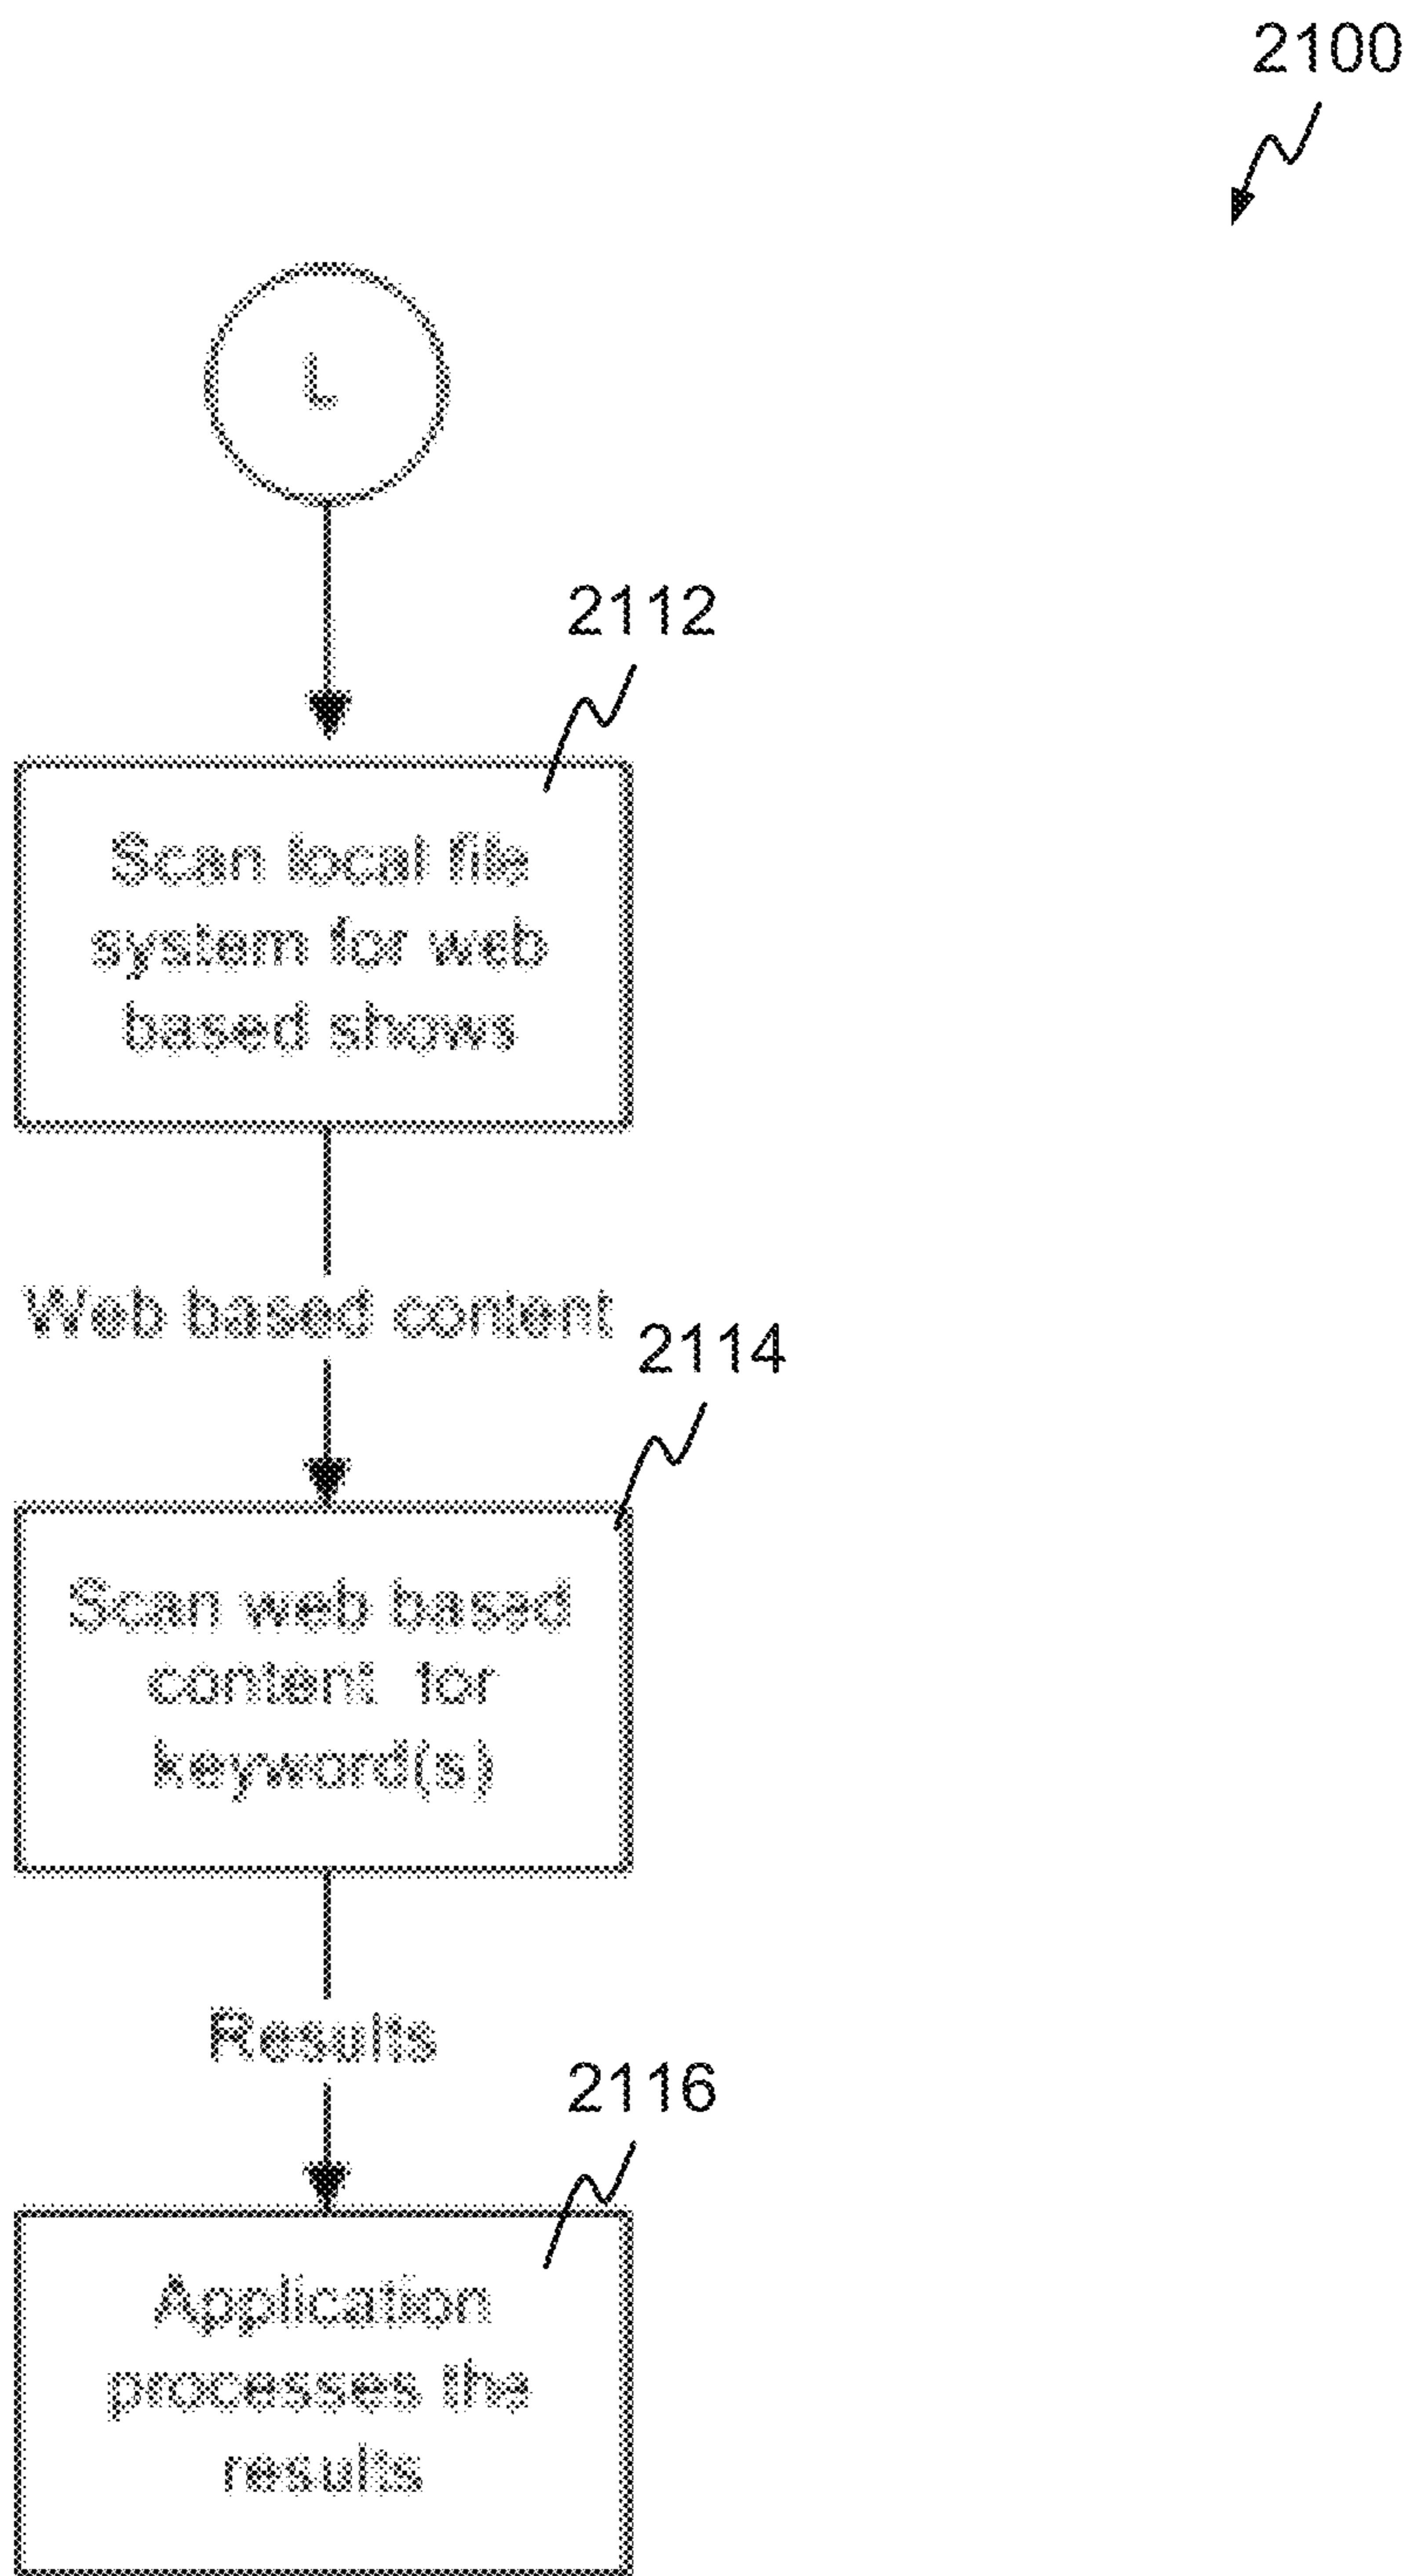 2100
L
2112
Scan local file
system for web
based shows
Web based content
2114
Scan web based
content for
keyword(s)
Results
2116
Application
processes the
results